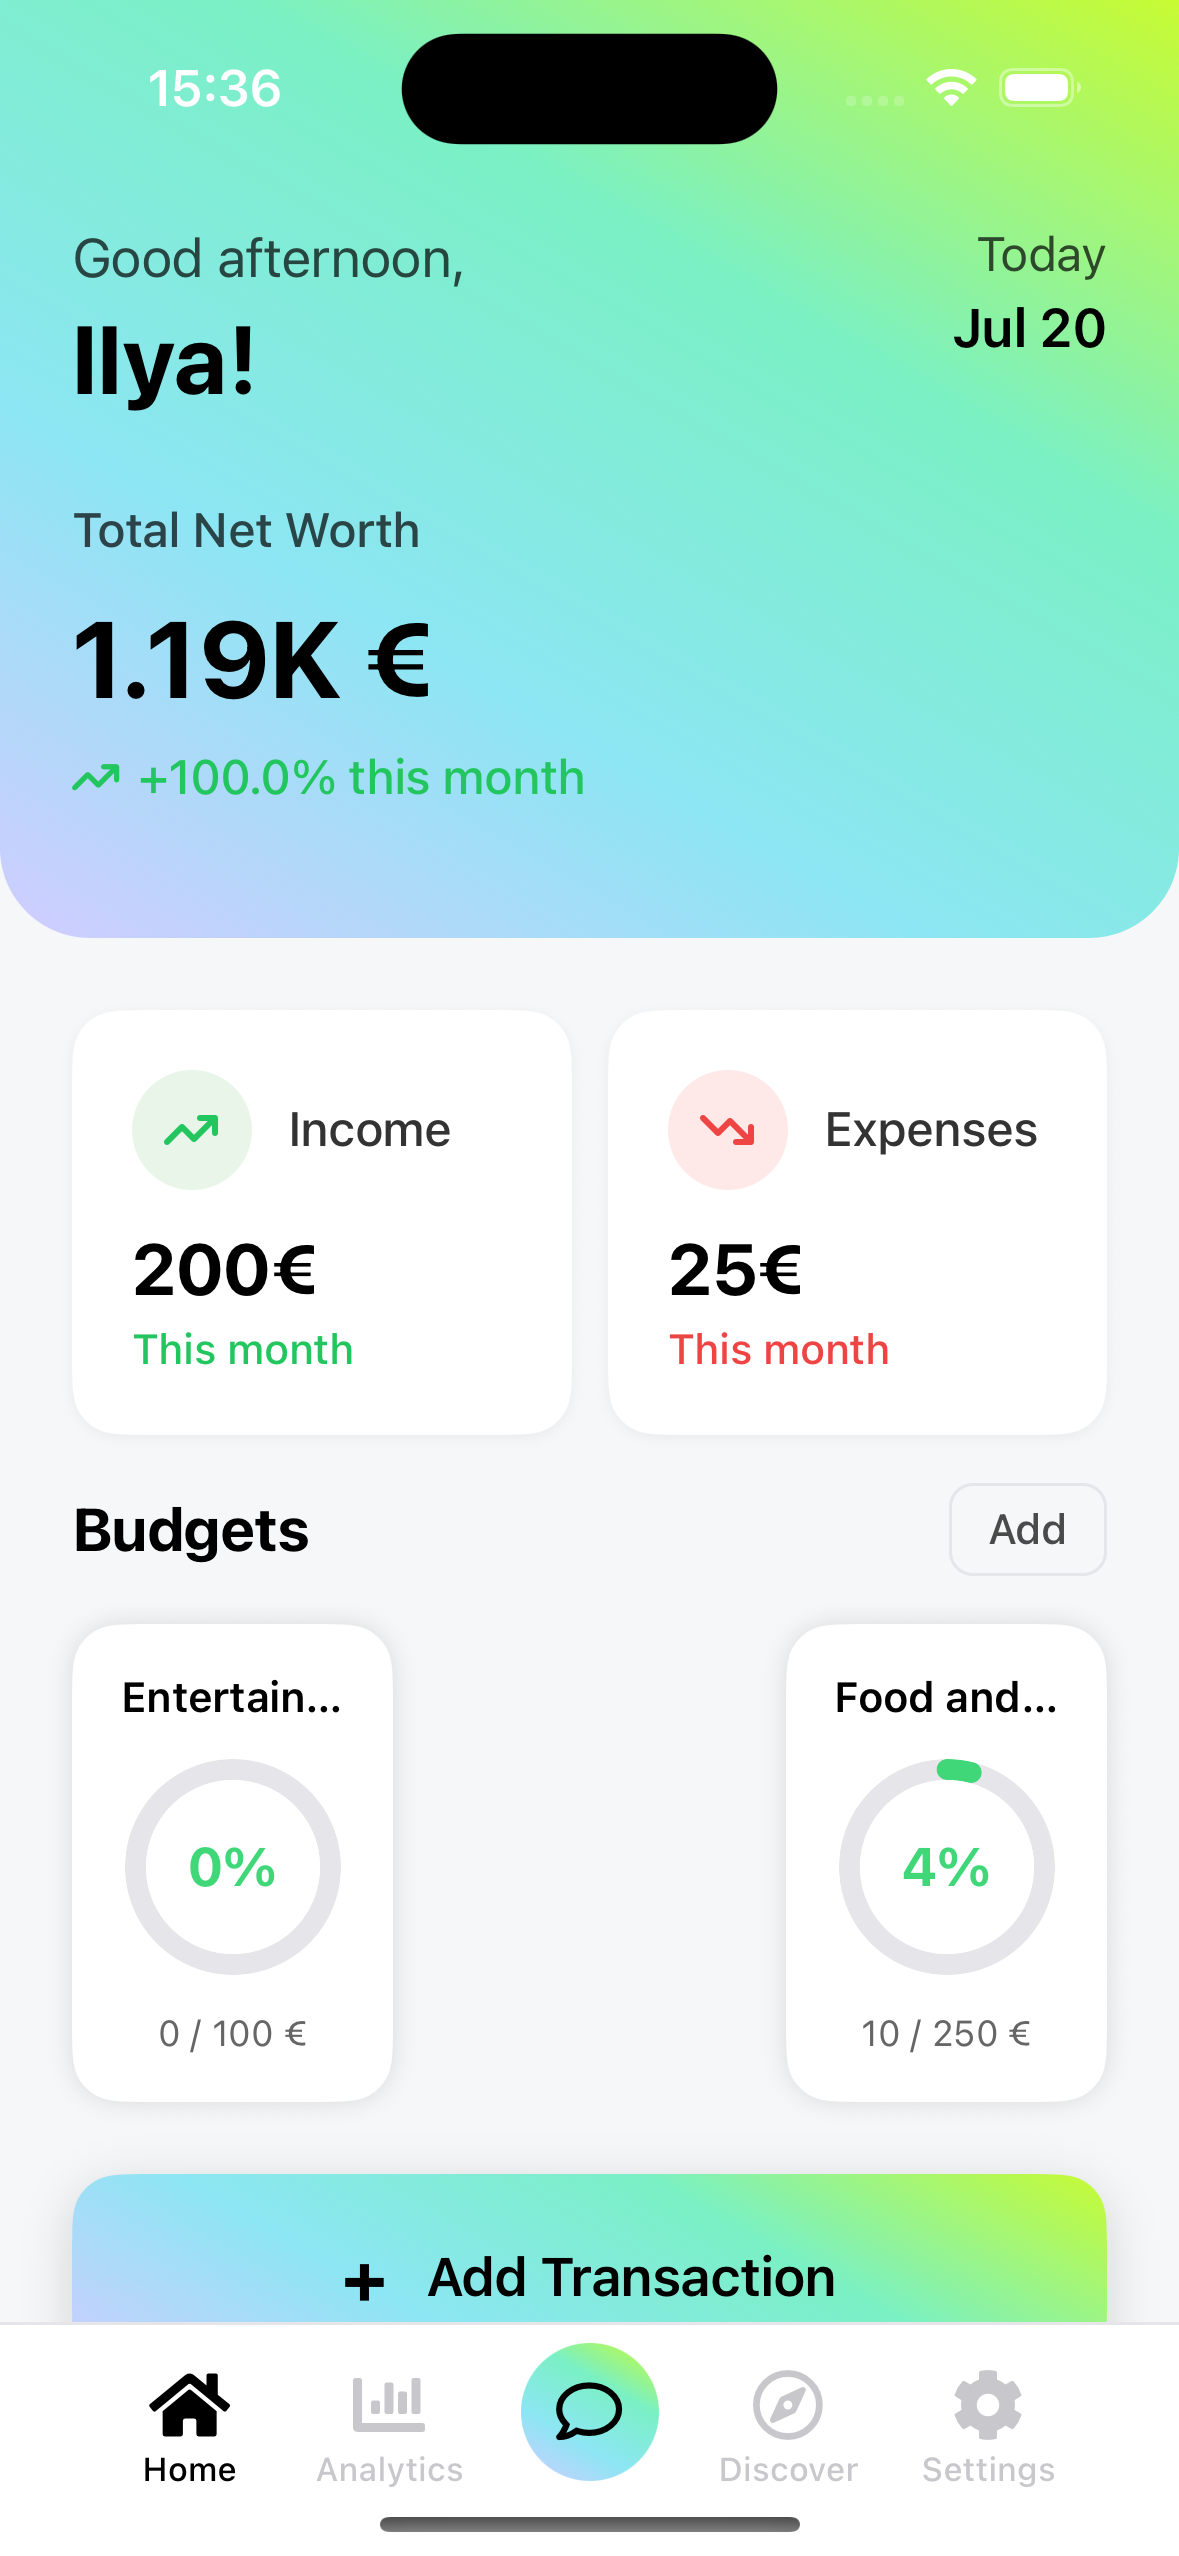 15:36
Good afternoon,
Ilya!
Today
Jul 20
Total Net Worth
1.19K €
+100.0% this month
Income
200€
This month
Expenses
25€
This month
Budgets
Add
Entertain...
0%
0 / 100 €
Food and...
4%
10 / 250 €
+ Add Transaction
Home
Analytics
Discover
Settings